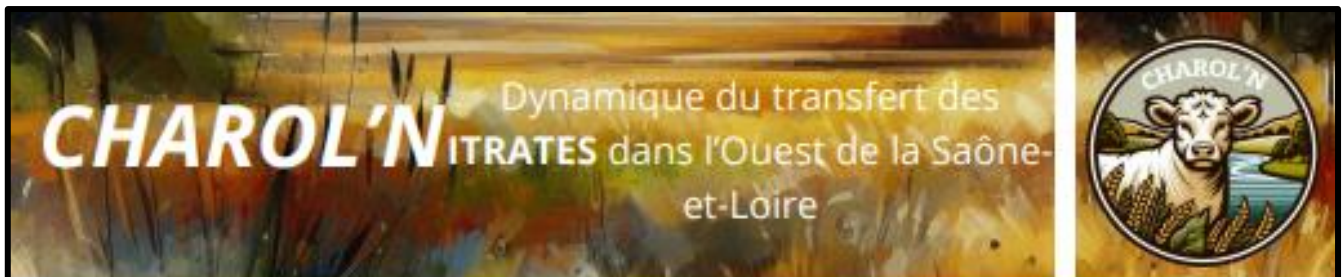 Dynamique du transfert des
CHAROL’NITRATES dans l’Ouest de la Saône-
et-Loire
CHAROL’N